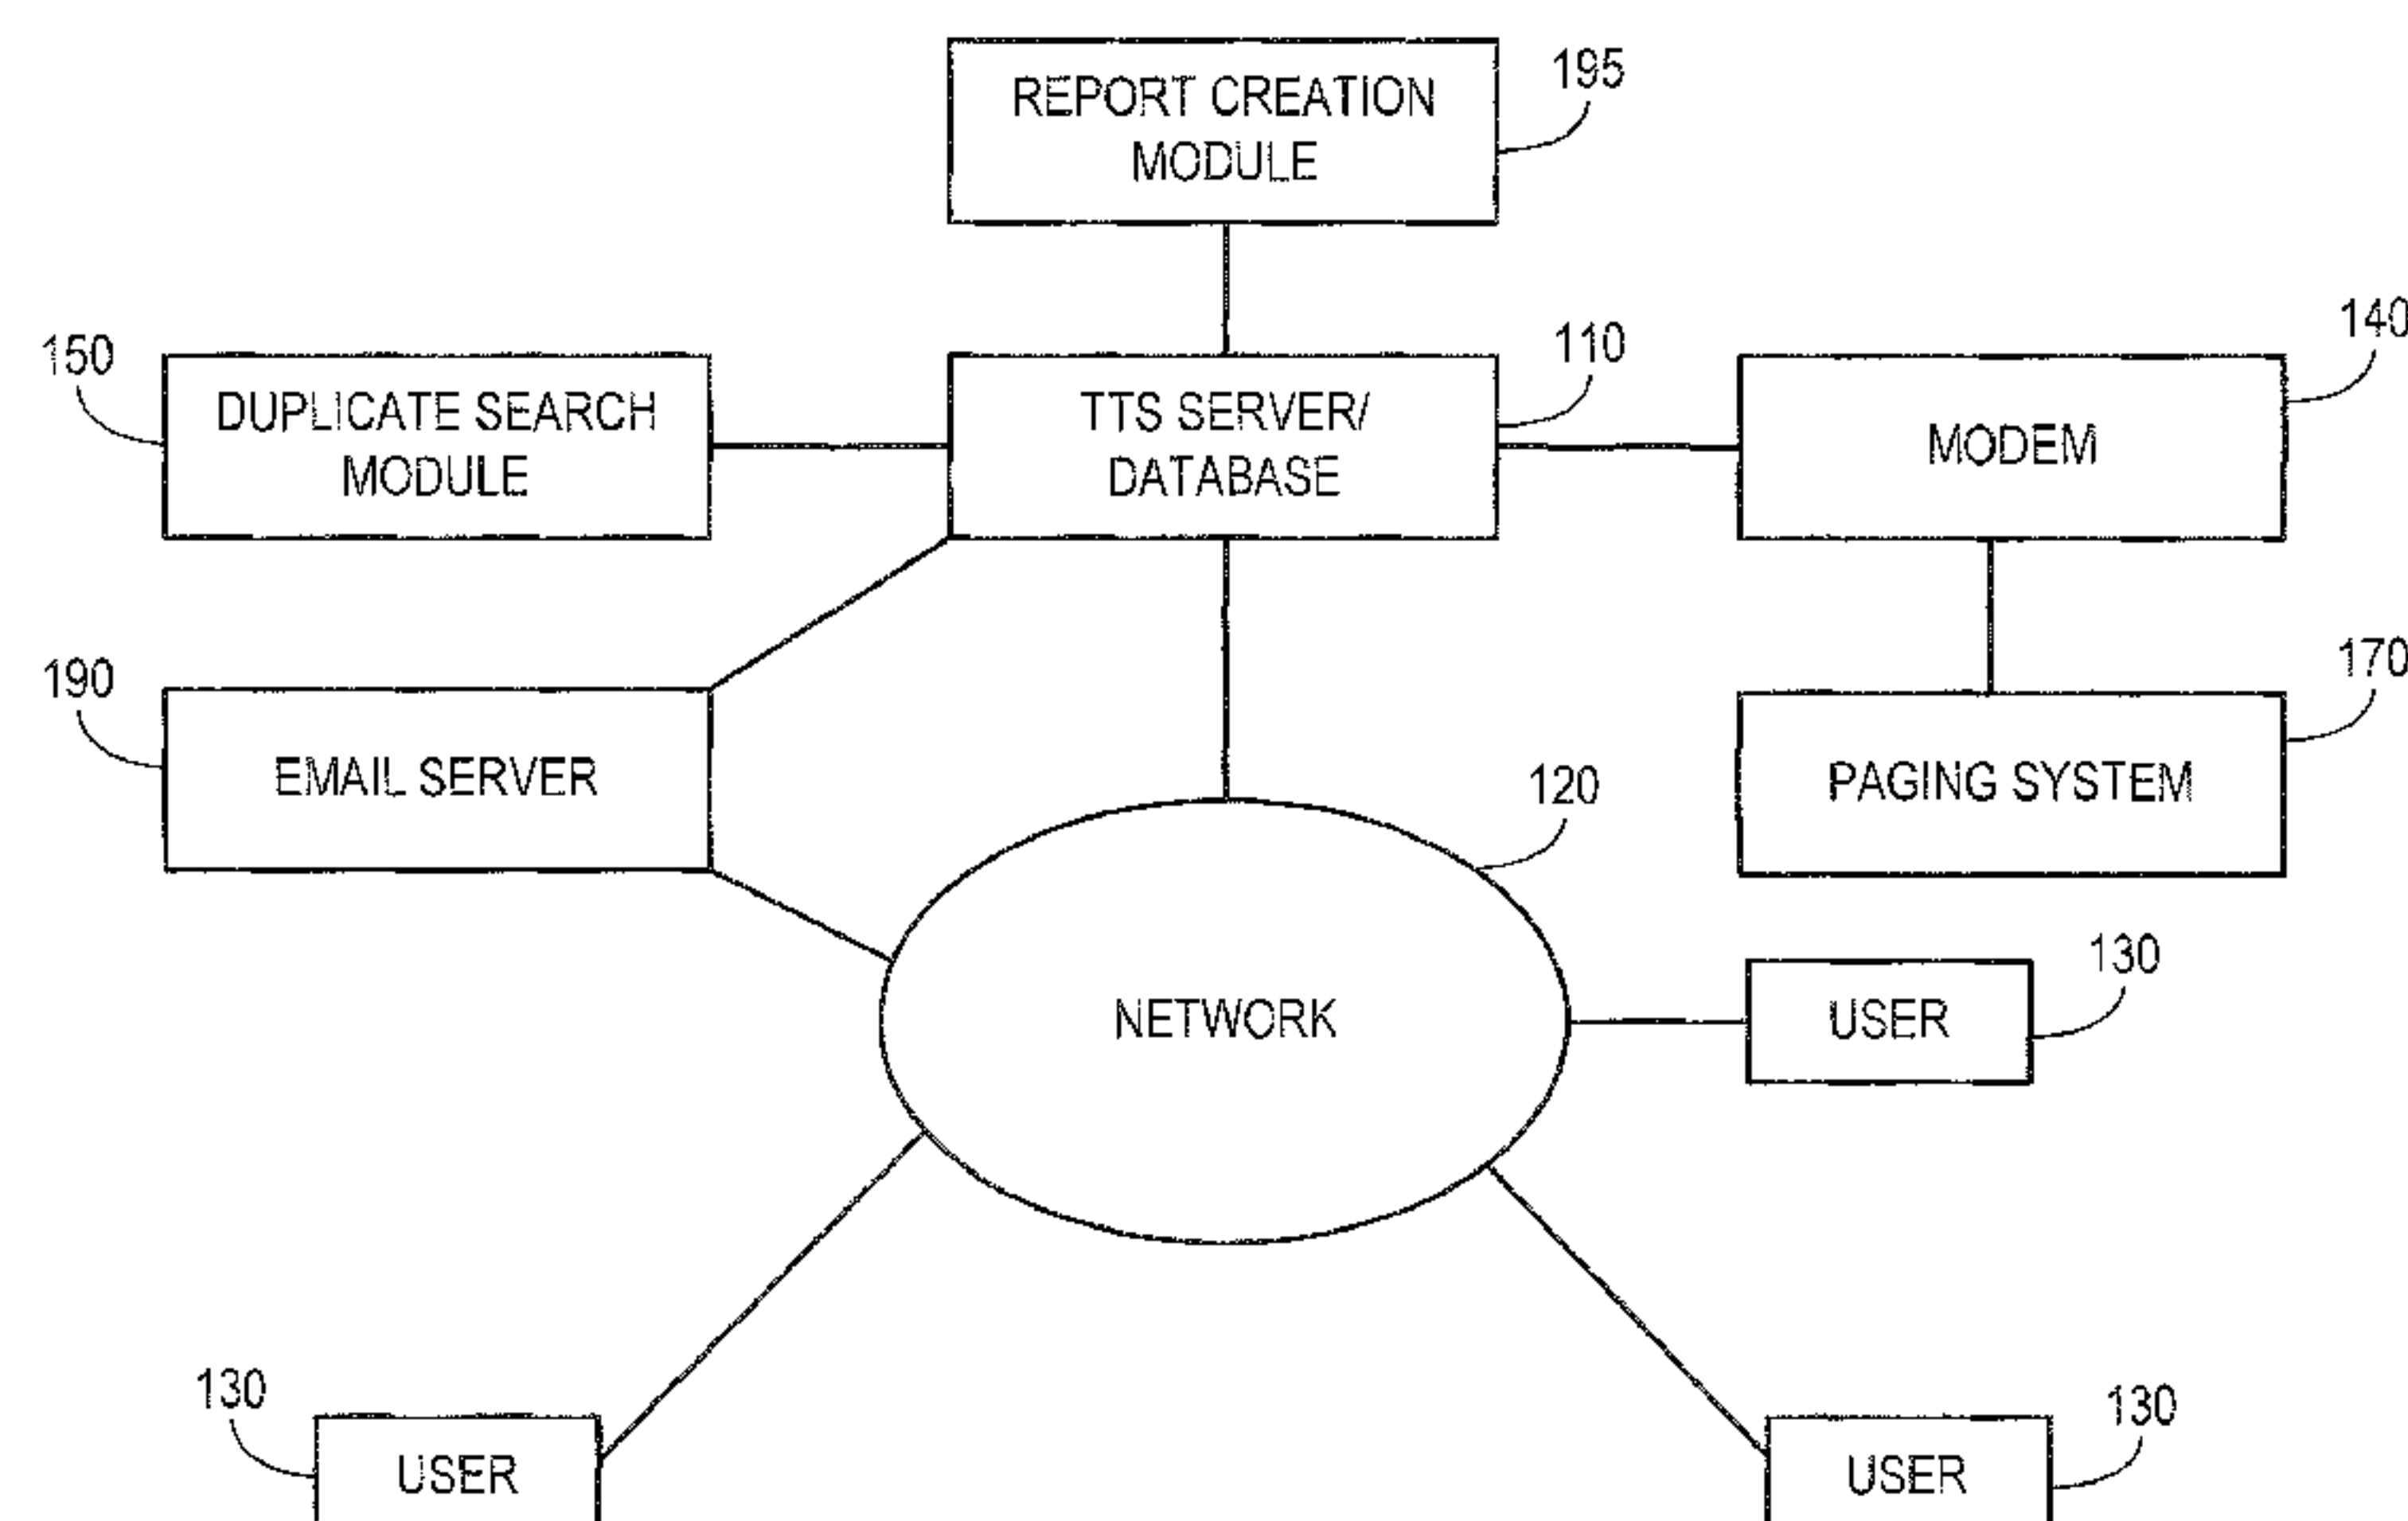 195
REPORT CREATION
MODULE
150
110
140
DUPLICATE SEARCH
MODULE
TTS SERVER/
DATABASE
MODEM
190
170
EMAIL SERVER
120
PAGING SYSTEM
130
NETWORK
USER
130
USER
130
USER